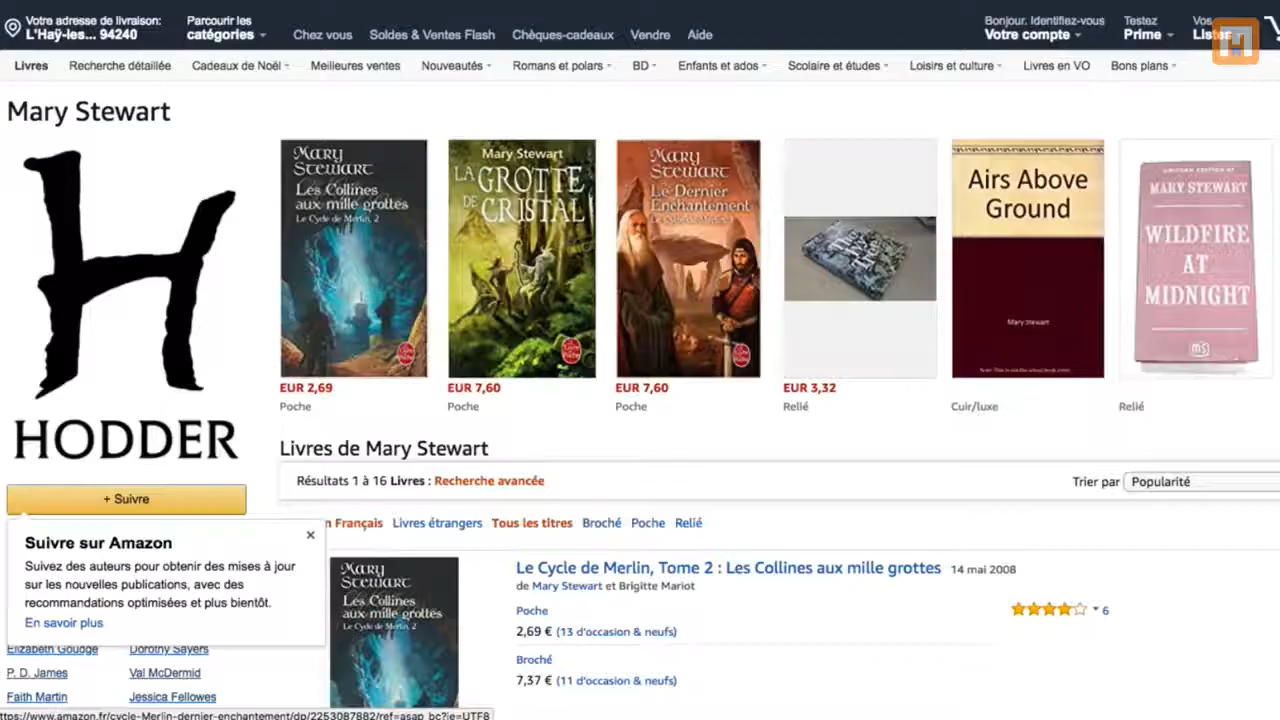 Votre adresse de livraison:
L'Haÿ-les... 94240
Parcourir les
catégories
Chez vous
Soldes & Ventes Flash
Chèques-cadeaux
Vendre
Aide
Bonjour. Identifiez-vous
Votre compte
Testez
Prime
Vos
Listes
Livres
Recherche détaillée
Cadeaux de Noël
Meilleures ventes
Nouveautés
Romans et polars
BD
Enfants et ados
Scolaire et études
Loisirs et culture
Livres en VO
Bons plans
Mary Stewart
HODDER
+ Suivre
Mary
Stewart
Les Collines
aux mille grottes
Le Cycle de Merlin, 2
EUR 2,69
Poche
Mary Stewart
LA GROTTE
DE CRISTAL
EUR 7,60
Poche
Mary
Stewart
Le Dernier
Enchantement
EUR 7,60
Poche
EUR 3,32
Relié
Airs Above
Ground
Mary Stewart
Cuir/luxe
MARY STEWART
WILDFIRE
AT
MIDNIGHT
Relié
Livres de Mary Stewart
Résultats 1 à 16 Livres : Recherche avancée
Trier par
Popularité
n Français
Livres étrangers
Tous les titres
Broché
Poche
Relié
Suivre sur Amazon
Suivez des auteurs pour obtenir des mises à jour
sur les nouvelles publications, avec des
recommandations optimisées et plus bientôt.
En savoir plus
Elizabeth Goudge
Dorothy Sayers
P. D. James
Val McDermid
Faith Martin
Jessica Fellowes
Mary
Stewart
Les Collines
aux mille grottes
Le Cycle de Merlin, 2
Le Cycle de Merlin, Tome 2 : Les Collines aux mille grottes 14 mai 2008
de Mary Stewart et Brigitte Mariot
Poche
2,69 € (13 d'occasion & neufs)
6
Broché
7,37 € (11 d'occasion & neufs)
ttps://www.amazon.fr/cycle-Merlin-dernier-enchantement/dp/2253087882/ref=asap_bc?ie=UTF8